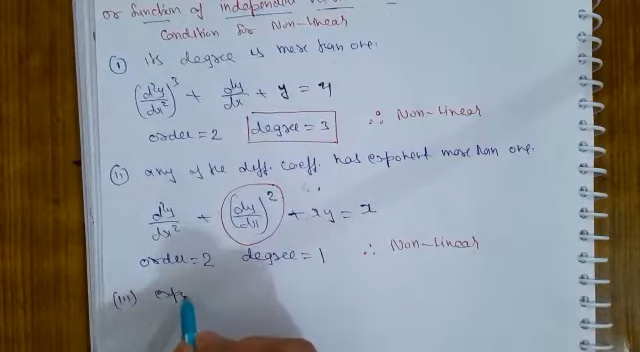 or function of independent
Condition for Non-linear
(i) its degree is more than one.
(d²y/dx²)³ + dy/dx + y = 4
order = 2 degree = 3 ∴ Non-linear
(ii) any of the diff. coeff. has exponent more than one.
d²y/dx² + (dy/dx)² + xy = x
order = 2 degree = 1 ∴ Non-linear
(iii) exp